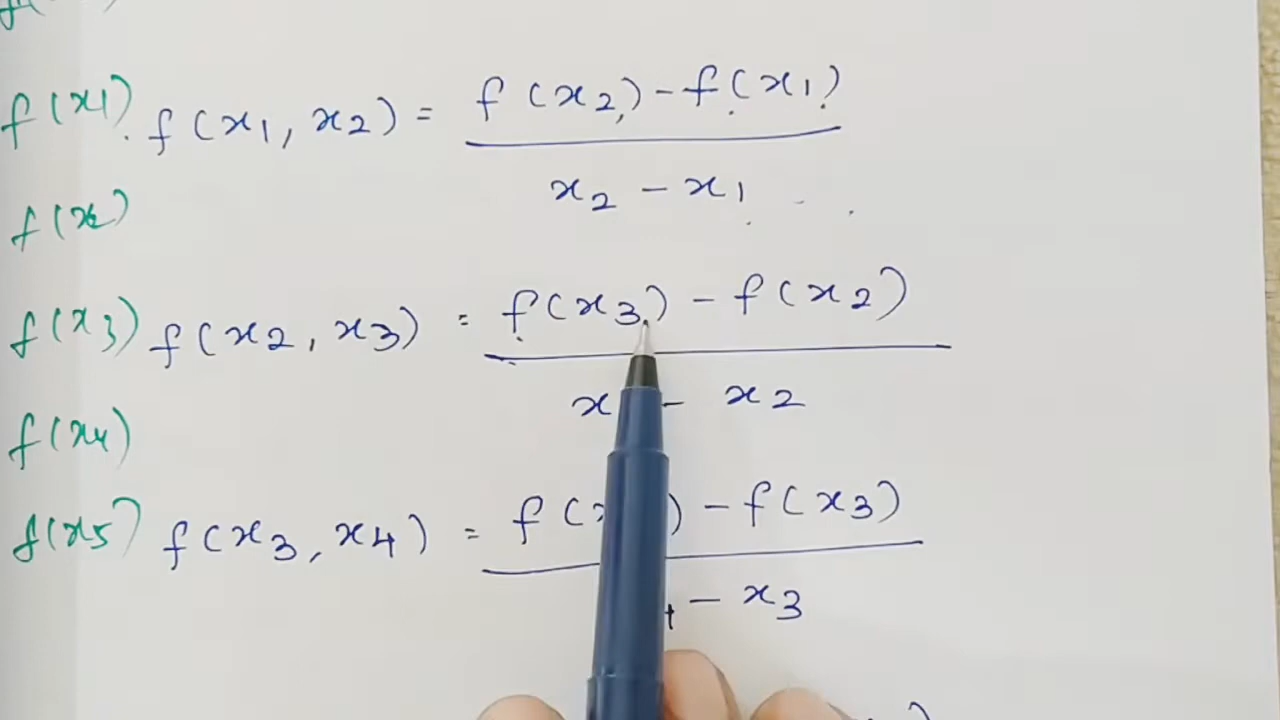 f(x1) f(x1, x2) = f(x2) - f(x1)
x2 - x1
f(x2)
f(x3) f(x2, x3) = f(x3) - f(x2)
x - x2
f(x4)
f(x5) f(x3, x4) = f(x ) - f(x3)
- x3